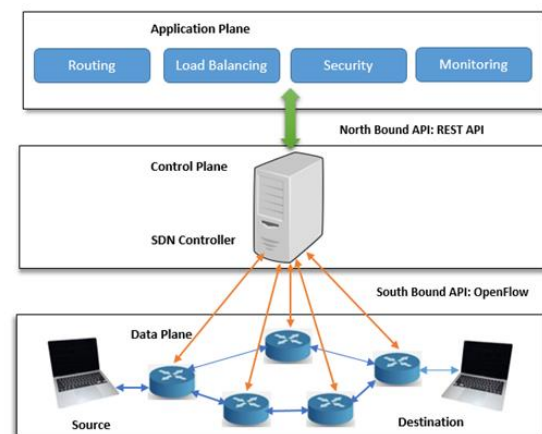 Application Plane
Routing
Load Balancing
Security
Monitoring
North Bound API: REST API
Control Plane
SDN Controller
South Bound API: OpenFlow
Data Plane
Source
Destination